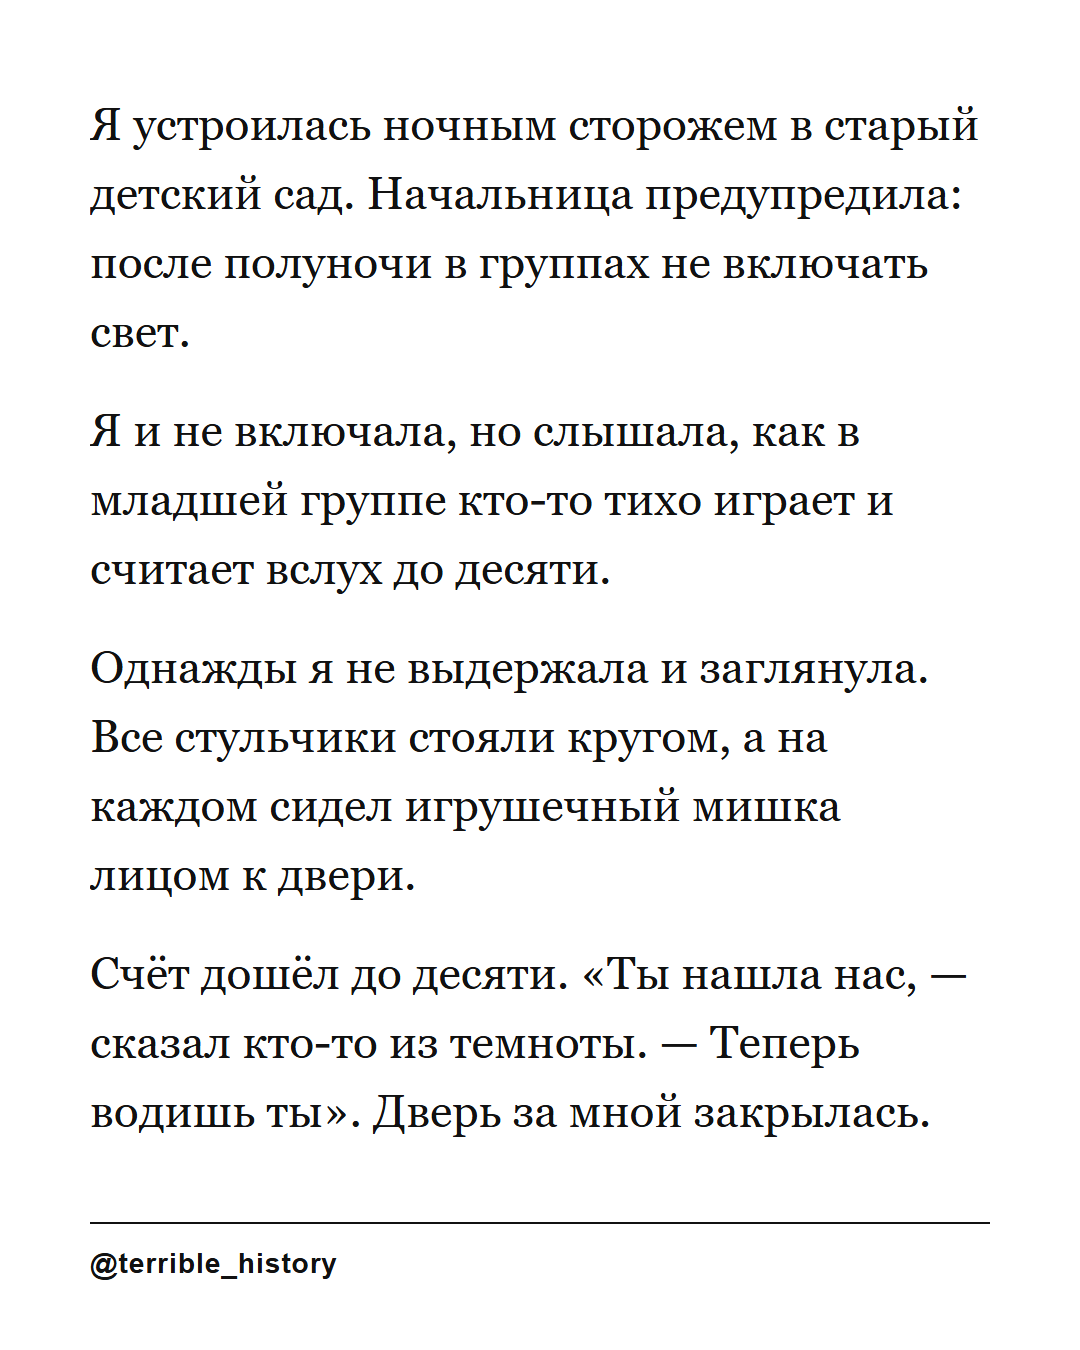 Я устроилась ночным сторожем в старый
детский сад. Начальница предупредила:
после полуночи в группах не включать
свет.
Я и не включала, но слышала, как в
младшей группе кто-то тихо играет и
считает вслух до десяти.
Однажды я не выдержала и заглянула.
Все стульчики стояли кругом, а на
каждом сидел игрушечный мишка
лицом к двери.
Счёт дошёл до десяти. «Ты нашла нас, —
сказал кто-то из темноты. — Теперь
водишь ты». Дверь за мной закрылась.
@terrible_history